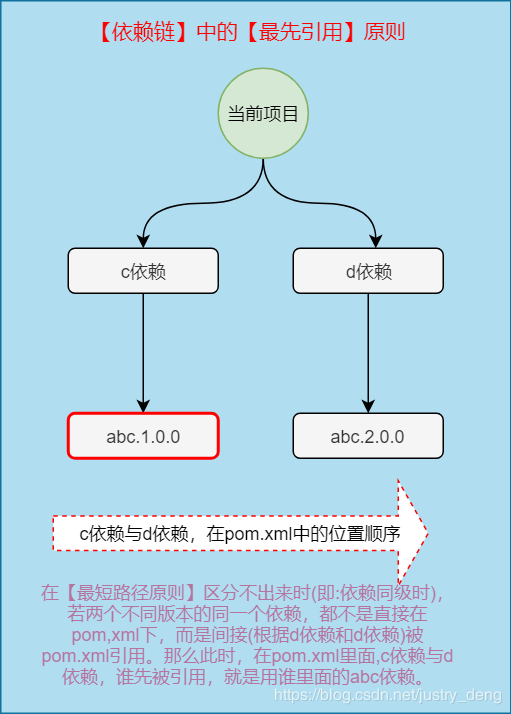 【依赖链】中的【最先引用】原则
当前项目
c依赖
d依赖
abc.1.0.0
abc.2.0.0
c依赖与d依赖，在pom.xml中的位置顺序
在【最短路径原则】区分不出来时(即:依赖同级时)，
若两个不同版本的同一个依赖，都不是直接在
pom,xml下，而是间接(根据d依赖和d依赖)被
pom.xml引用。那么此时，在pom.xml里面,c依赖与d
依赖，谁先被引用，就是用谁里面的abc依赖。
https://blog.csdn.net/justry_deng